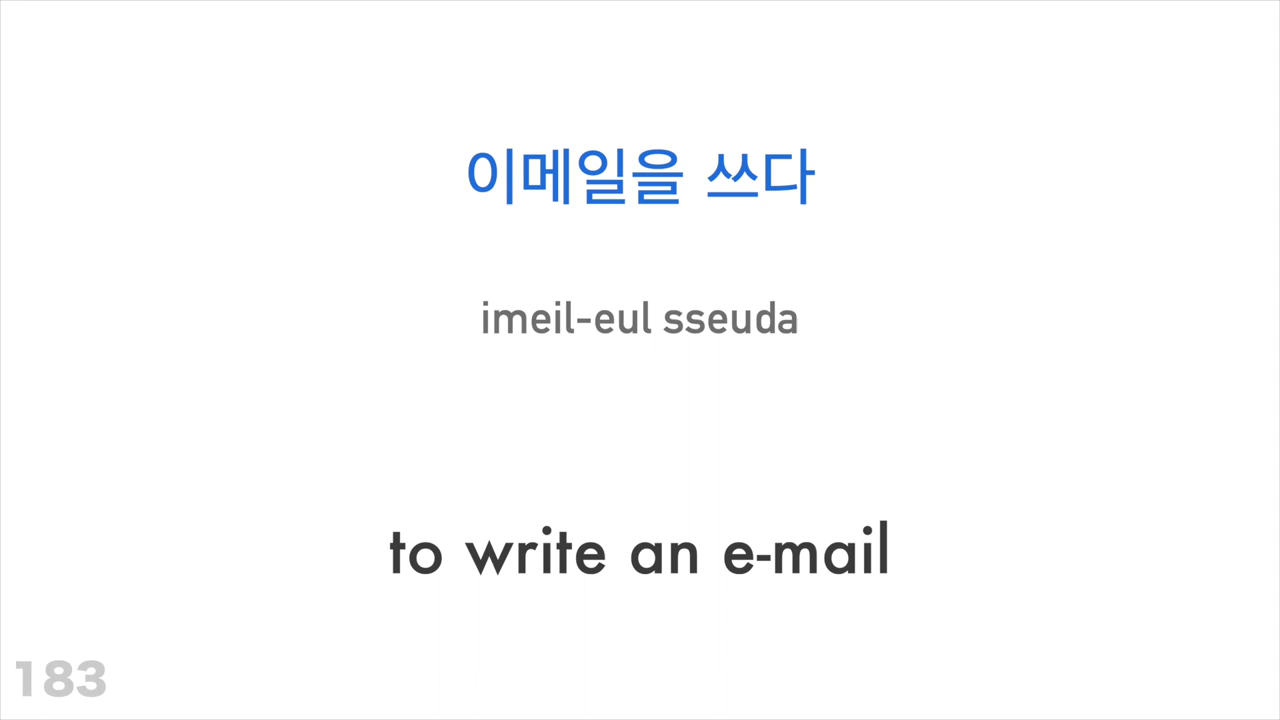 이메일을 쓰다
imeil-eul sseuda
to write an e-mail
183